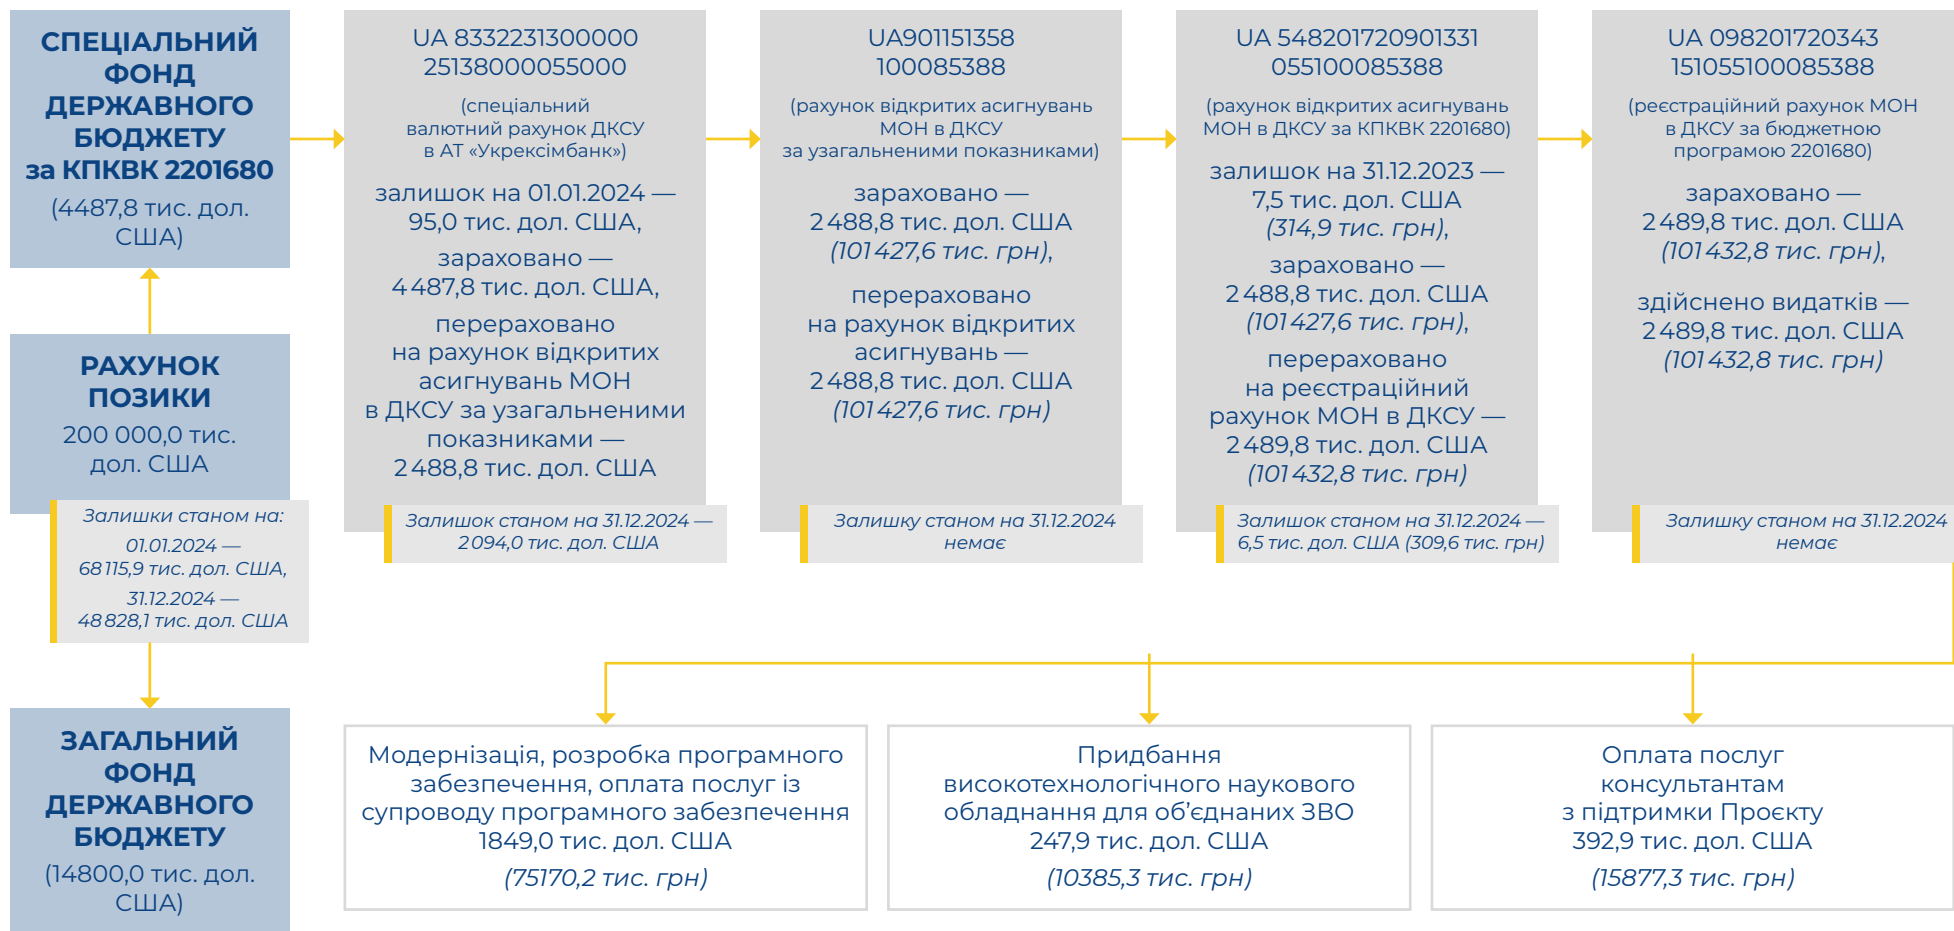 СПЕЦІАЛЬНИЙ
ФОНД
ДЕРЖАВНОГО
БЮДЖЕТУ
за КПКВК 2201680
(4487,8 тис. дол.
США)
РАХУНОК
ПОЗИКИ
200 000,0 тис.
дол. США
Залишки станом на:
01.01.2024 —
68 115,9 тис. дол. США,
31.12.2024 —
48 828,1 тис. дол. США
ЗАГАЛЬНИЙ
ФОНД
ДЕРЖАВНОГО
БЮДЖЕТУ
(14800,0 тис. дол.
США)
UA 8332231300000
25138000055000
(спеціальний
валютний рахунок ДКСУ
в АТ «Укрексімбанк»)
залишок на 01.01.2024 —
95,0 тис. дол. США,
зараховано —
4 487,8 тис. дол. США,
перераховано
на рахунок відкритих
асигнувань МОН
в ДКСУ за узагальненими
показниками —
2 488,8 тис. дол. США
Залишок станом на 31.12.2024 —
2 094,0 тис. дол. США
UA901151358
100085388
(рахунок відкритих асигнувань
МОН в ДКСУ
за узагальненими показниками)
зараховано —
2 488,8 тис. дол. США
(101 427,6 тис. грн),
перераховано
на рахунок відкритих
асигнувань —
2 488,8 тис. дол. США
(101 427,6 тис. грн)
Залишку станом на 31.12.2024
немає
UA 548201720901331
055100085388
(рахунок відкритих асигнувань
МОН в ДКСУ за КПКВК 2201680)
залишок на 31.12.2023 —
7,5 тис. дол. США
(314,9 тис. грн),
зараховано —
2 488,8 тис. дол. США
(101 427,6 тис. грн),
перераховано
на реєстраційний
рахунок МОН в ДКСУ —
2 489,8 тис. дол. США
(101 432,8 тис. грн)
Залишок станом на 31.12.2024 —
6,5 тис. дол. США (309,6 тис. грн)
UA 098201720343
151055100085388
(реєстраційний рахунок МОН
в ДКСУ за бюджетною
програмою 2201680)
зараховано —
2 489,8 тис. дол. США
(101 432,8 тис. грн),
здійснено видатків —
2 489,8 тис. дол. США
(101 432,8 тис. грн)
Залишку станом на 31.12.2024
немає
Модернізація, розробка програмного
забезпечення, оплата послуг із
супроводу програмного забезпечення
1849,0 тис. дол. США
(75170,2 тис. грн)
Придбання
високотехнологічного наукового
обладнання для об’єднаних ЗВО
247,9 тис. дол. США
(10385,3 тис. грн)
Оплата послуг
консультантам
з підтримки Проєкту
392,9 тис. дол. США
(15877,3 тис. грн)